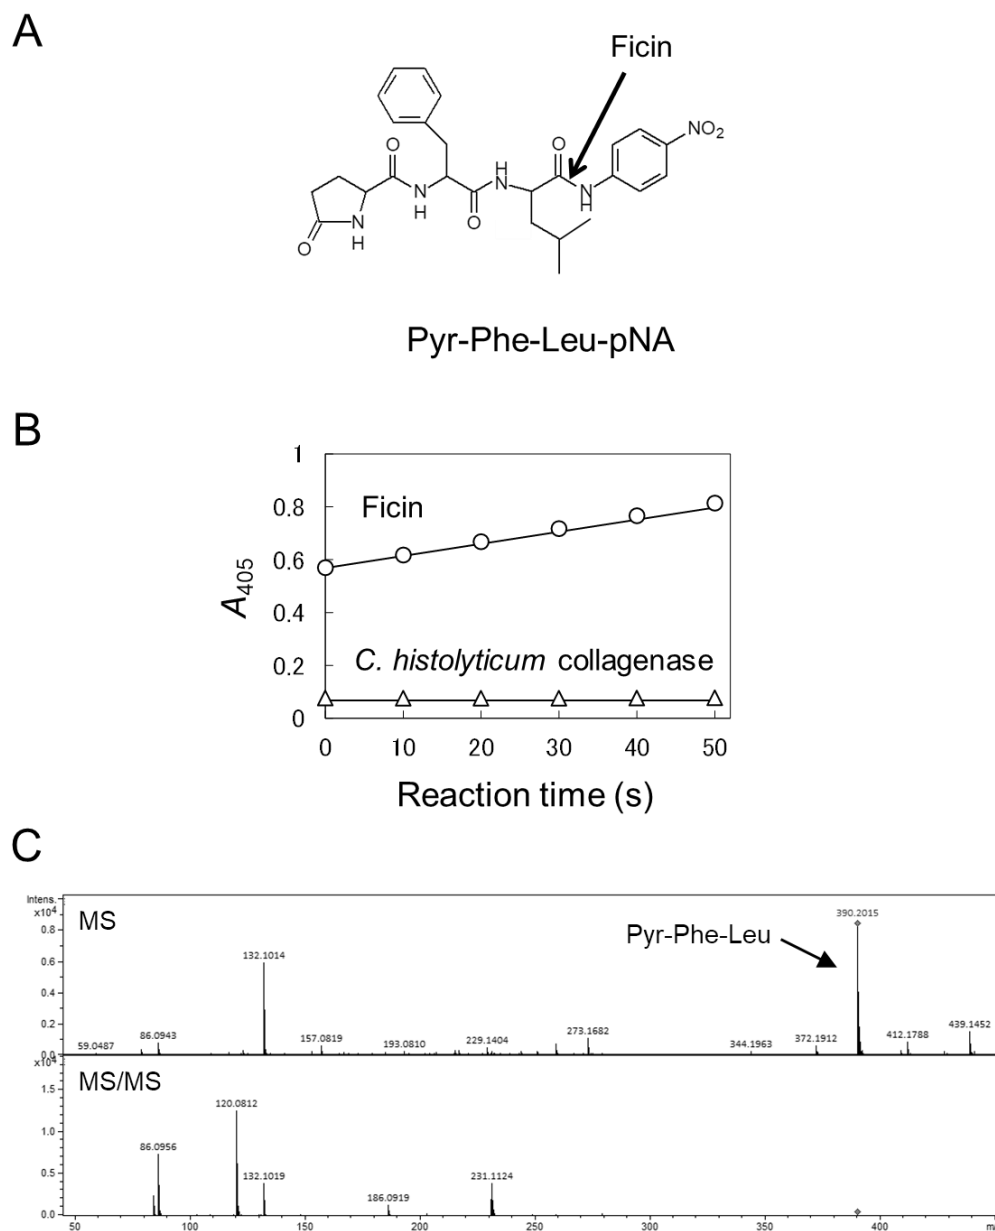 A
Ficin
NO2
O
O
N
H
N
H
O
N
H
O
N
H
O
Pyr-Phe-Leu-pNA
B
1
0.8
0.6
0.4
0.2
0
A405
Ficin
C. histolyticum collagenase
0 10 20 30 40 50
Reaction time (s)
C
Intens.
x10^4
MS
0.8
0.6
0.4
0.2
0.0
59.0487
86.0943
132.1014
157.0819
193.0810
229.1404
273.1682
344.1963
372.1912
390.2015
412.1788
439.1452
Pyr-Phe-Leu
x10^4
MS/MS
1.5
1.0
0.5
0.0
86.0956
120.0812
132.1019
186.0919
231.1124
50 100 150 200 250 300 350 400